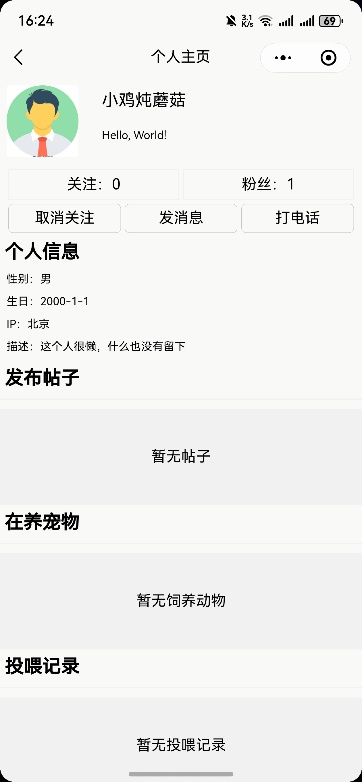 16:24 3.1 K/s 69
个人主页
小鸡炖蘑菇
Hello, World!
关注：0 粉丝：1
取消关注 发消息 打电话
个人信息
性别：男
生日：2000-1-1
IP：北京
描述：这个人很懒，什么也没有留下
发布帖子
暂无帖子
在养宠物
暂无饲养动物
投喂记录
暂无投喂记录